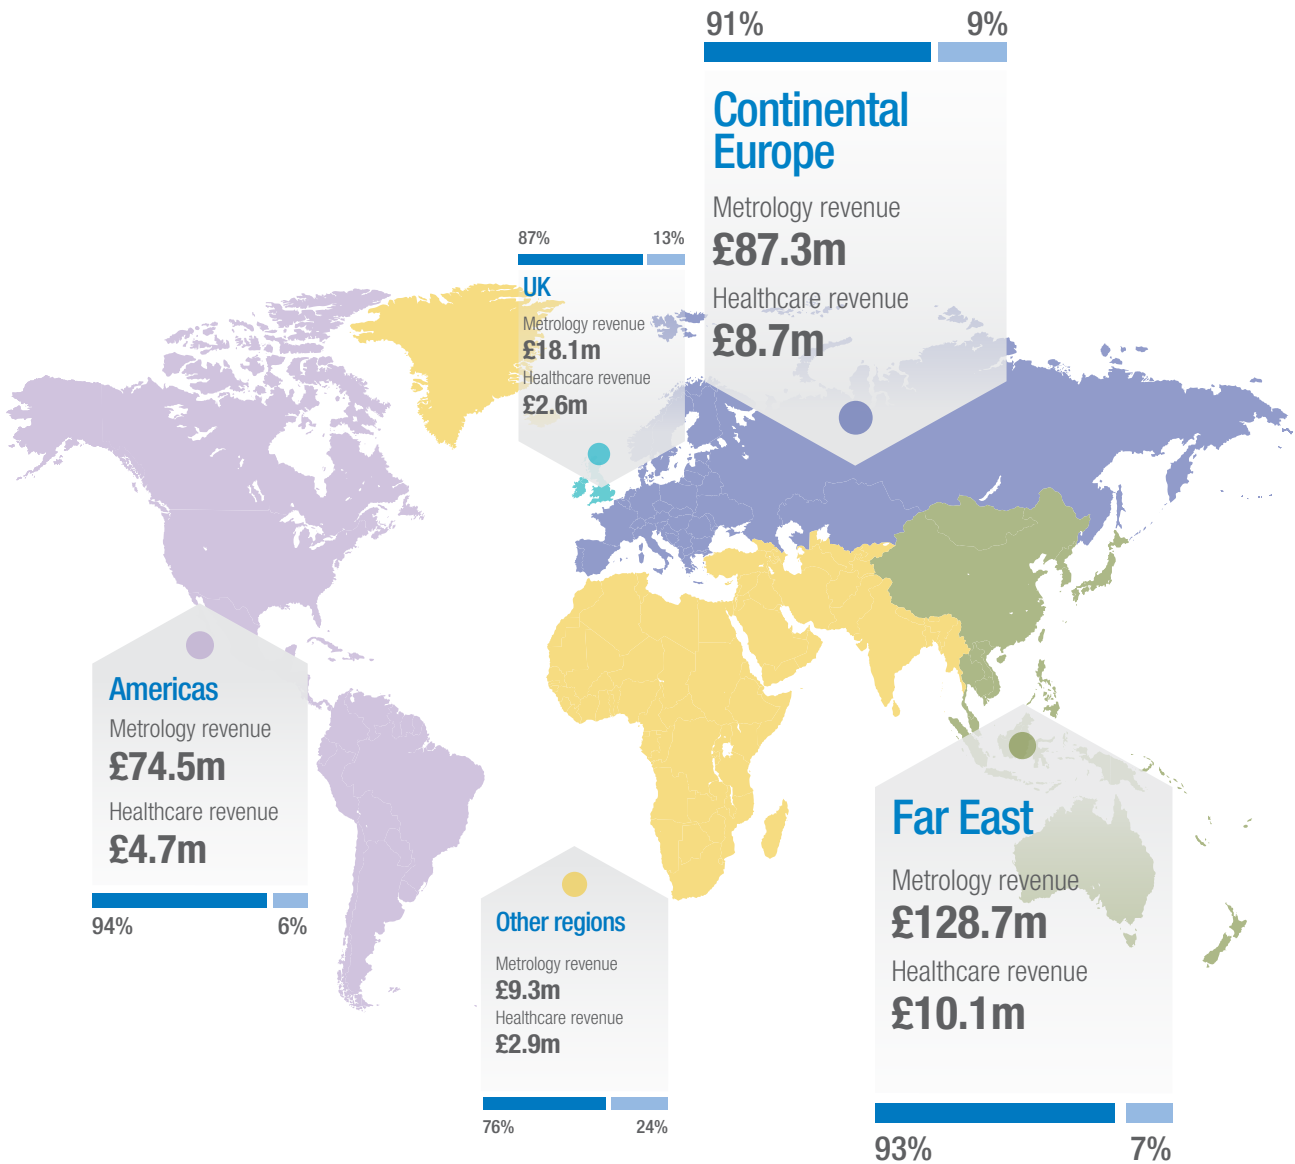 91% 9%
Continental
Europe
Metrology revenue
£87.3m
Healthcare revenue
£8.7m
87% 13%
UK
Metrology revenue
£18.1m
Healthcare revenue
£2.6m
Americas
Metrology revenue
£74.5m
Healthcare revenue
£4.7m
94% 6%
Other regions
Metrology revenue
£9.3m
Healthcare revenue
£2.9m
76% 24%
Far East
Metrology revenue
£128.7m
Healthcare revenue
£10.1m
93% 7%